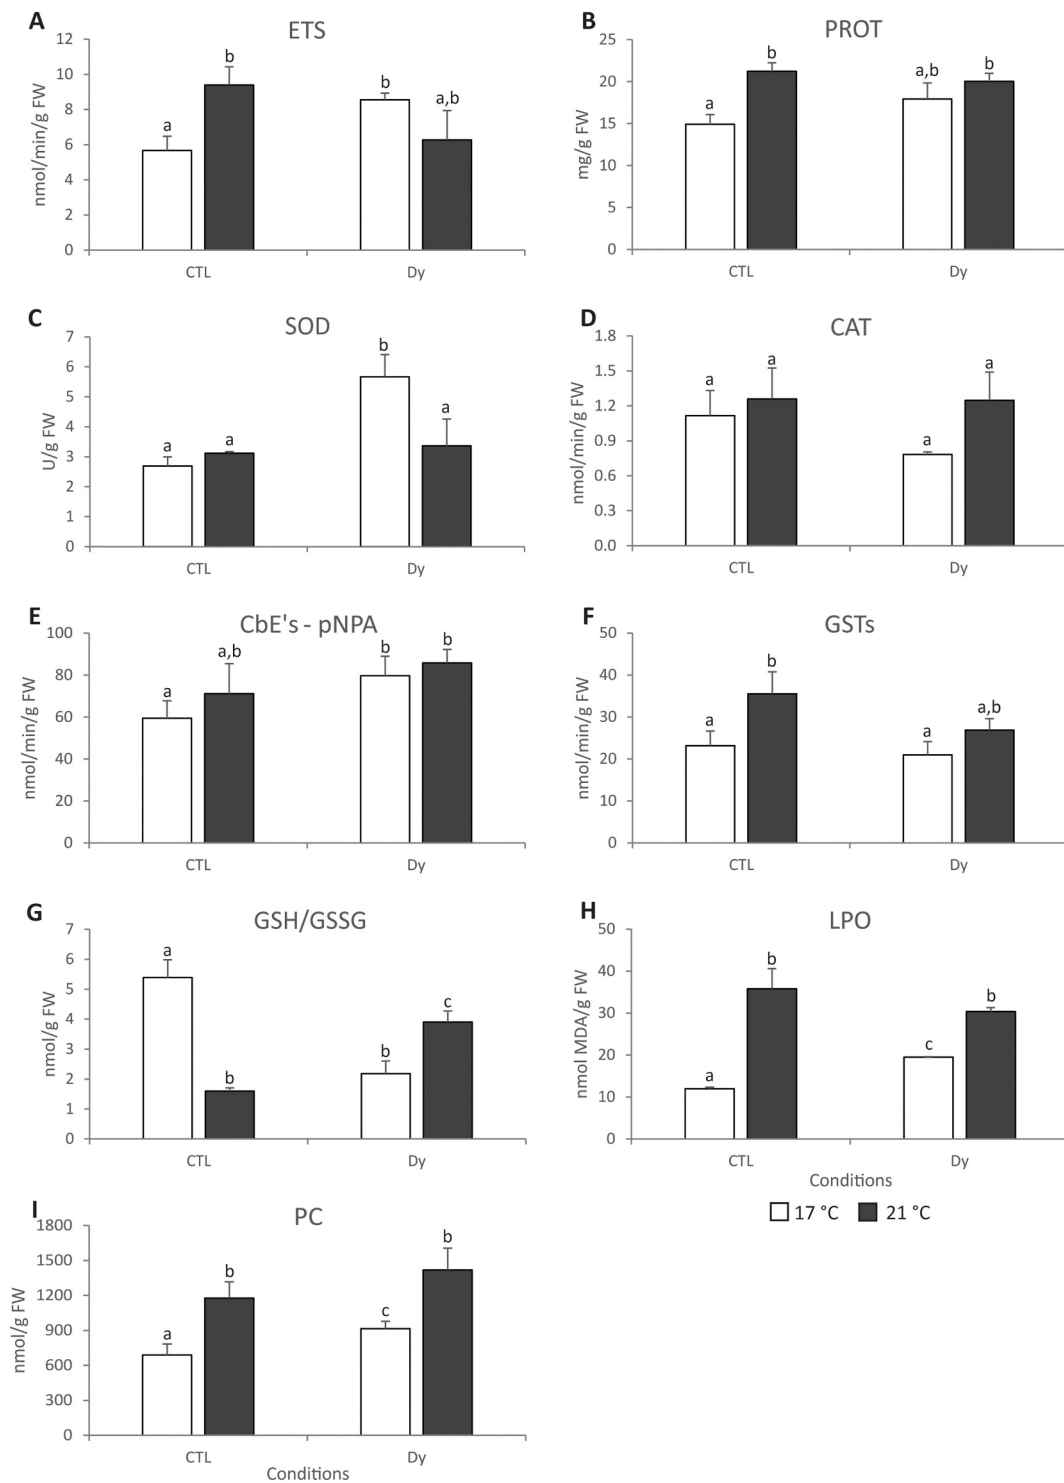 A
ETS
nmol/min/g FW
12
10
8
6
4
2
0
a
b
b
a,b
CTL
Dy
B
PROT
mg/g FW
25
20
15
10
5
0
a
b
a,b
b
CTL
Dy
C
SOD
U/g FW
7
6
5
4
3
2
1
0
a
a
b
a
CTL
Dy
D
CAT
nmol/min/g FW
1.8
1.5
1.2
0.9
0.6
0.3
0.0
a
a
a
a
CTL
Dy
E
CbE's - pNPA
nmol/min/g FW
100
80
60
40
20
0
a
a,b
b
b
CTL
Dy
F
GSTs
nmol/min/g FW
50
40
30
20
10
0
a
b
a
a,b
CTL
Dy
G
GSH/GSSG
nmol/g FW
7
6
5
4
3
2
1
0
a
b
b
c
CTL
Dy
H
LPO
nmol MDA/g FW
50
40
30
20
10
0
a
b
c
b
CTL
Dy
Conditions
17 °C
21 °C
I
PC
nmol/g FW
1800
1500
1200
900
600
300
0
a
b
c
b
CTL
Dy
Conditions